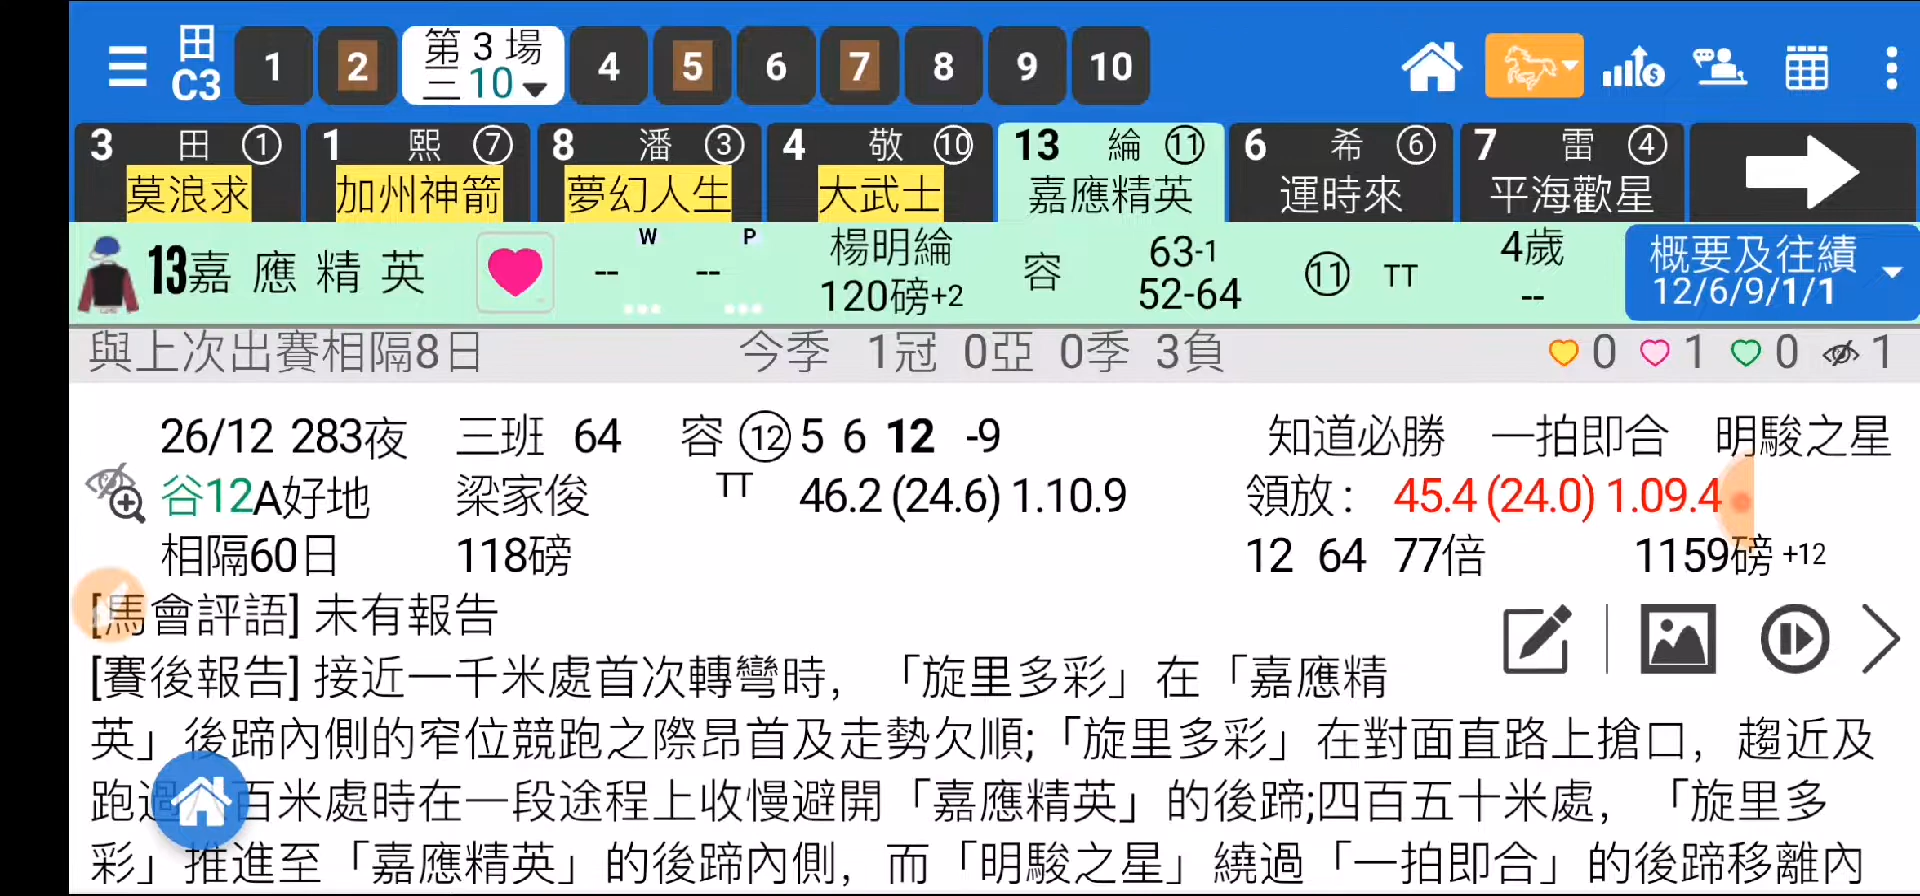 田
C3
1
2
第 3 場
三 10
4
5
6
7
8
9
10
3 田 ①
莫浪求
1 熙 ⑦
加州神箭
8 潘 ③
夢幻人生
4 敬 ⑩
大武士
13 綸 ⑪
嘉應精英
6 希 ⑥
運時來
7 雷 ④
平海歡星
13嘉應精英
W
--
P
--
楊明綸
120磅+2
容
63-1
52-64
⑪
TT
4歲
--
概要及往績
12/6/9/1/1
與上次出賽相隔8日
今季 1冠 0亞 0季 3負
0 1 0 1
26/12 283夜 三班 64 容 ⑫ 5 6 12 -9 知道必勝 一拍即合 明駿之星
谷12A好地 梁家俊 TT 46.2 (24.6) 1.10.9 領放: 45.4 (24.0) 1.09.4
相隔60日 118磅 12 64 77倍 1159磅 +12
[馬會評語] 未有報告
[賽後報告] 接近一千米處首次轉彎時，「旋里多彩」在「嘉應精
英」後蹄內側的窄位競跑之際昂首及走勢欠順;「旋里多彩」在對面直路上搶口，趨近及
跑過 百米處時在一段途程上收慢避開「嘉應精英」的後蹄;四百五十米處，「旋里多
彩」推進至「嘉應精英」的後蹄內側，而「明駿之星」繞過「一拍即合」的後蹄移離內